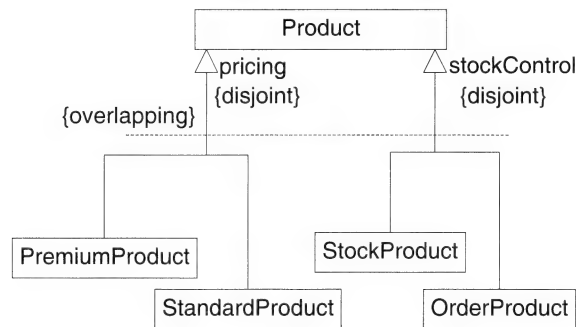 Product
pricing
stockControl
{disjoint}
{disjoint}
{overlapping}
PremiumProduct
StockProduct
StandardProduct
OrderProduct